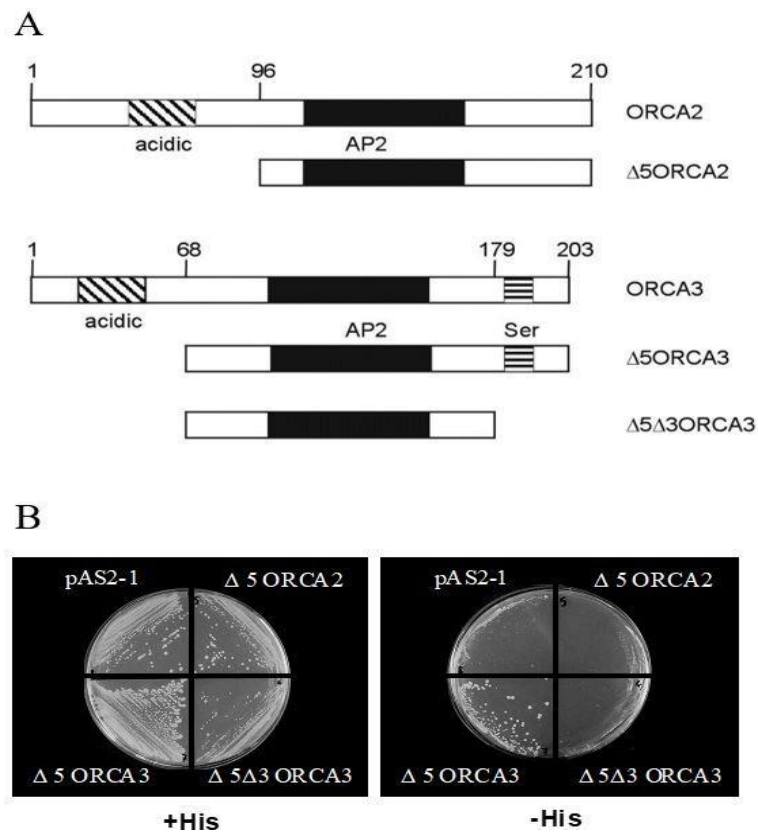 A
1 96 210
ORCA2
acidic AP2
Δ5ORCA2
1 68 179 203
ORCA3
acidic AP2 Ser
Δ5ORCA3
Δ5Δ3ORCA3
B
pAS2-1 Δ 5 ORCA2 pAS2-1 Δ 5 ORCA2
Δ 5 ORCA3 Δ 5Δ3 ORCA3 Δ 5 ORCA3 Δ 5Δ3 ORCA3
+His -His